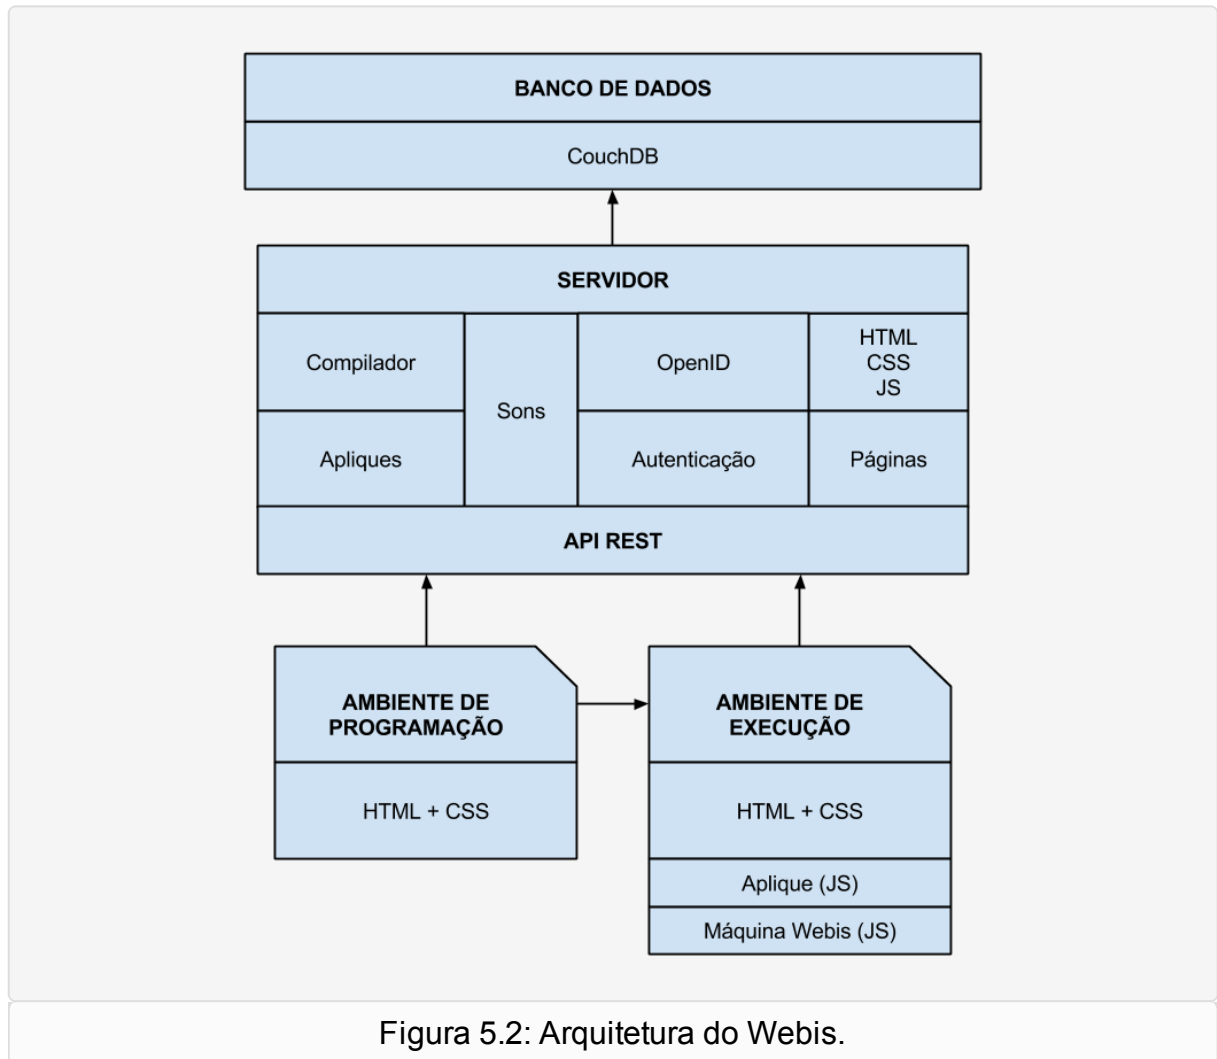 BANCO DE DADOS
CouchDB
SERVIDOR
Compilador
Apliques
Sons
OpenID
Autenticação
HTML
CSS
JS
Páginas
API REST
AMBIENTE DE
PROGRAMAÇÃO
HTML + CSS
AMBIENTE DE
EXECUÇÃO
HTML + CSS
Aplique (JS)
Máquina Webis (JS)
Figura 5.2: Arquitetura do Webis.